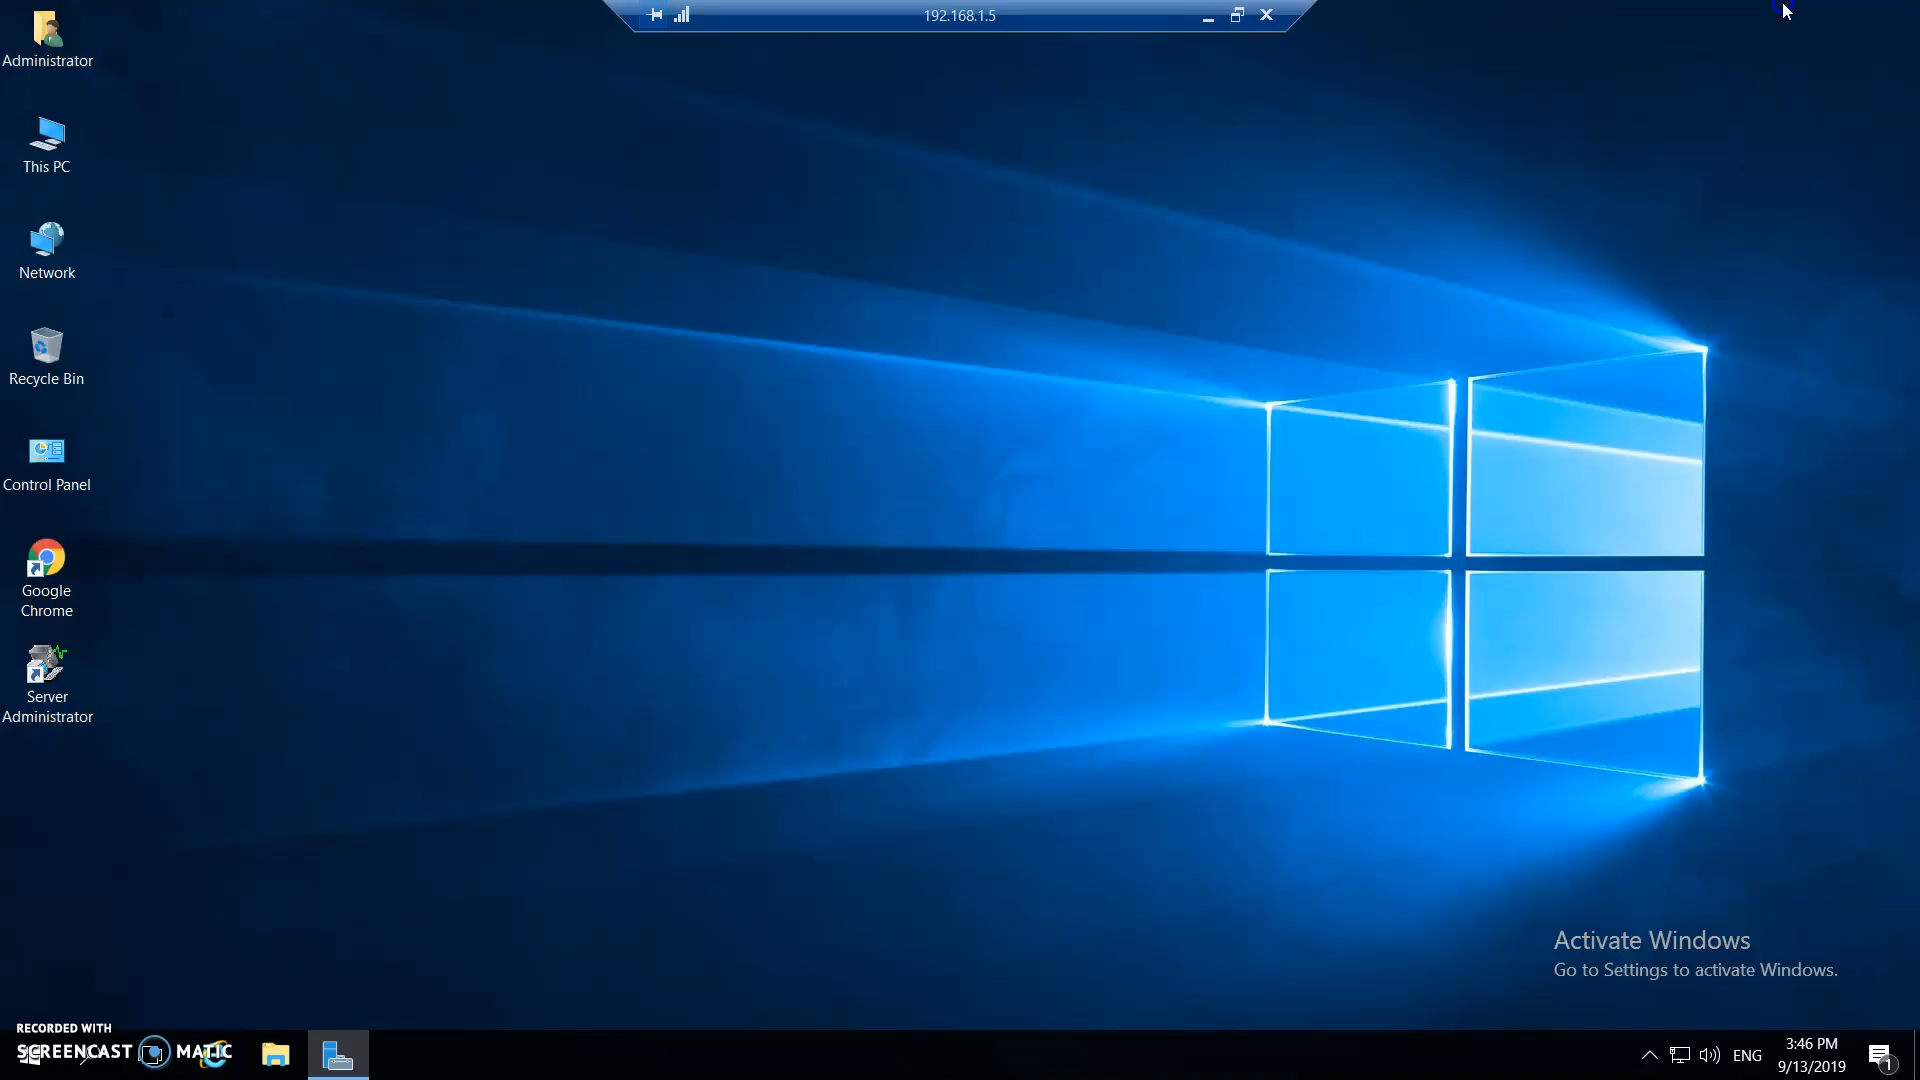 192.168.1.5
Administrator
This PC
Network
Recycle Bin
Control Panel
Google
Chrome
Server
Administrator
Activate Windows
Go to Settings to activate Windows.
RECORDED WITH
SCREENCAST MATIC
ENG
3:46 PM
9/13/2019
1